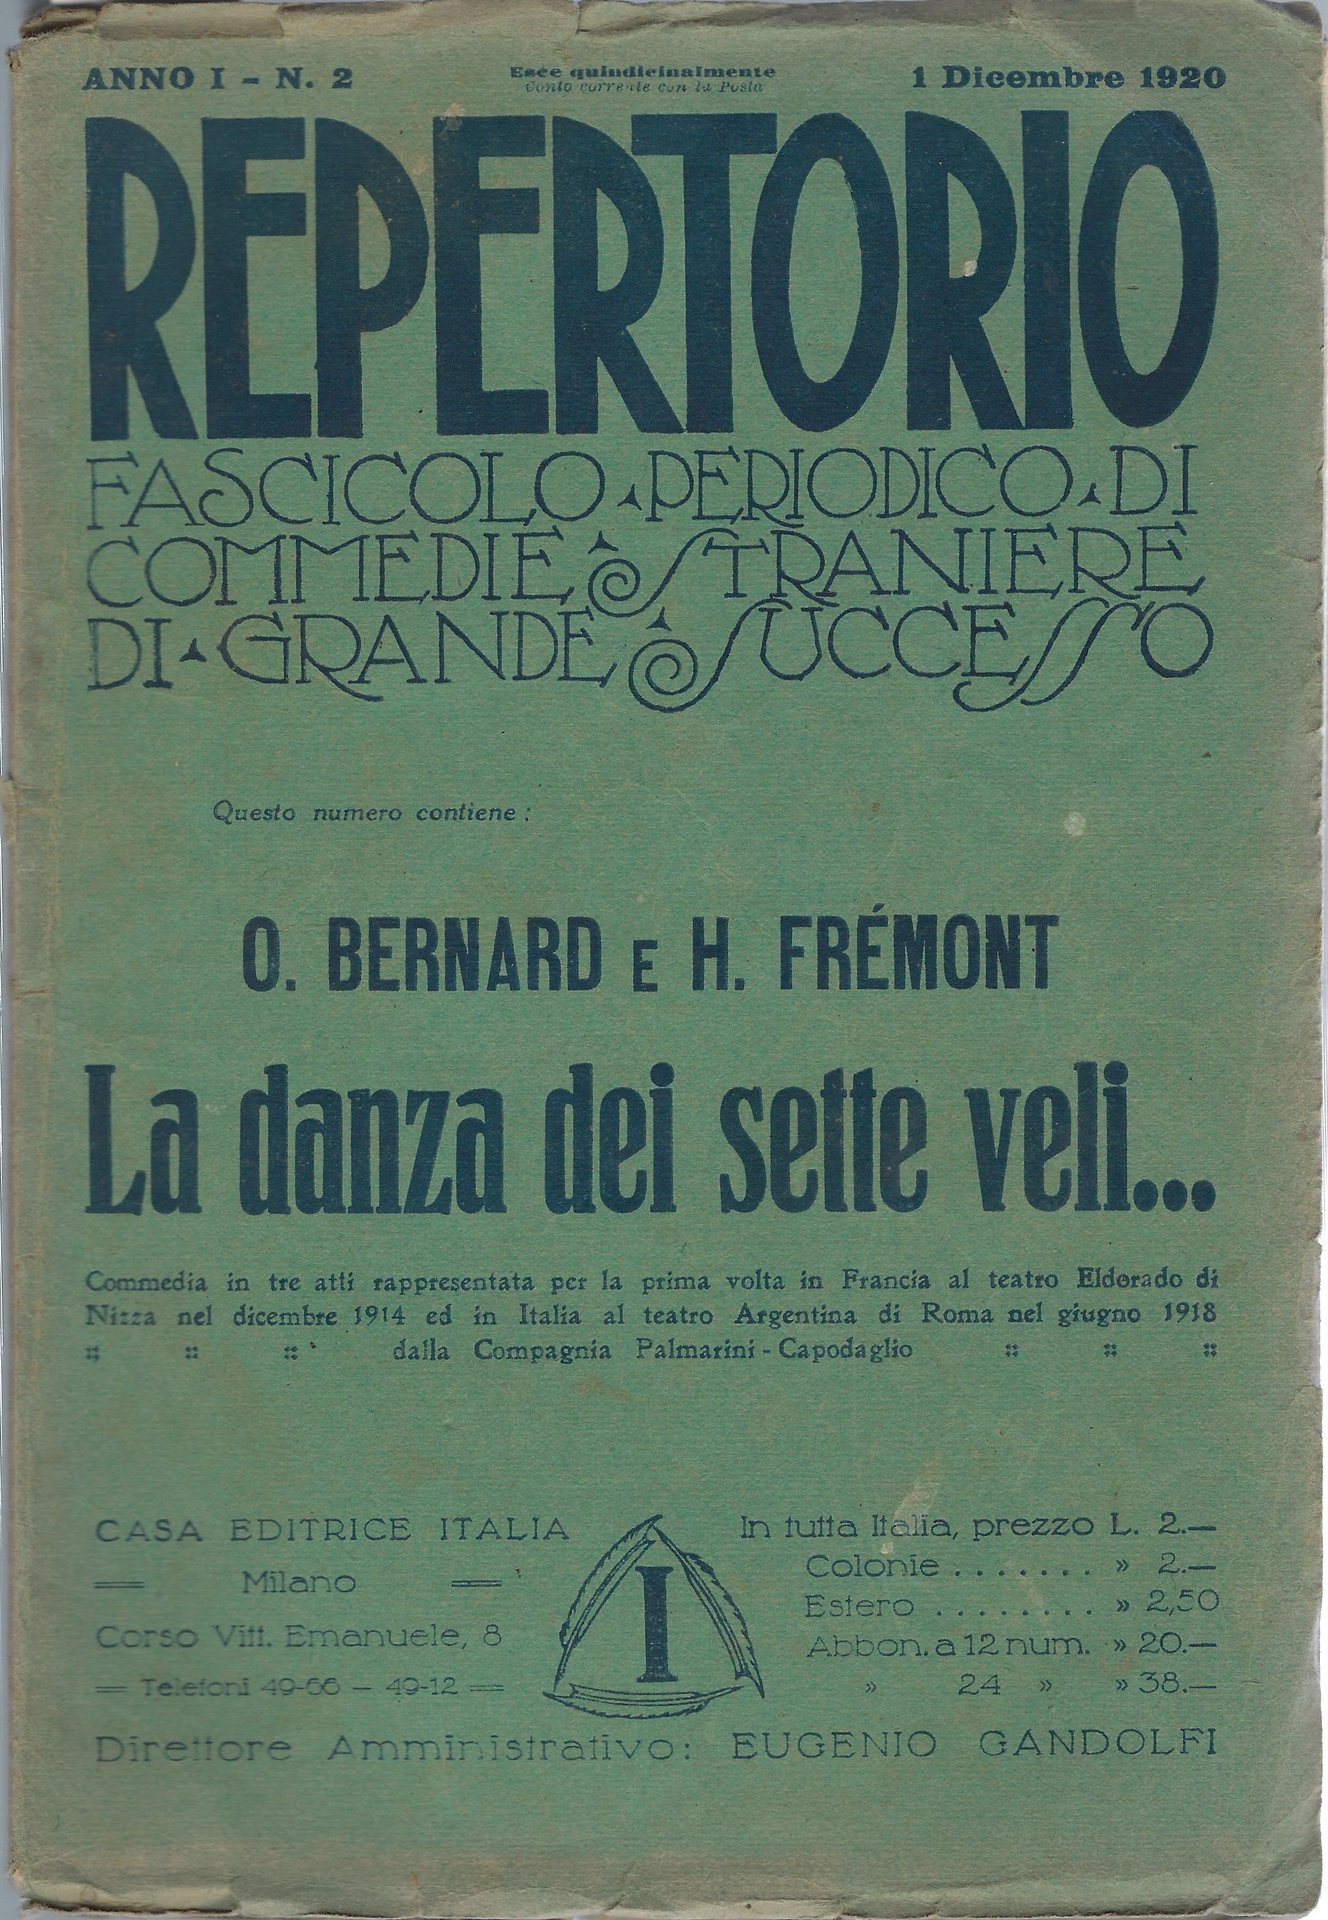 ANNO I - N. 2
Esce quindicinalmente
Conto corrente con la Posta
1 Dicembre 1920
REPERTORIO
FASCICOLO PERIODICO DI
COMMEDIE STRANIERE
DI GRANDE SUCCESSO
Questo numero contiene:
O. BERNARD E H. FRÉMONT
La danza dei sette veli...
Commedia in tre atti rappresentata per la prima volta in Francia al teatro Eldorado di
Nizza nel dicembre 1914 ed in Italia al teatro Argentina di Roma nel giugno 1918
:: :: :: dalla Compagnia Palmarini - Capodaglio :: :: ::
CASA EDITRICE ITALIA
Milano
Corso Vitt. Emanuele, 8
Telefoni 49-66 - 49-12
I
In tutta Italia, prezzo L. 2.—
Colonie . . . . . . . » 2.—
Estero . . . . . . . . . » 2,50
Abbon. a 12 num. » 20.—
» 24 » » 38.—
Direttore Amministrativo: EUGENIO GANDOLFI